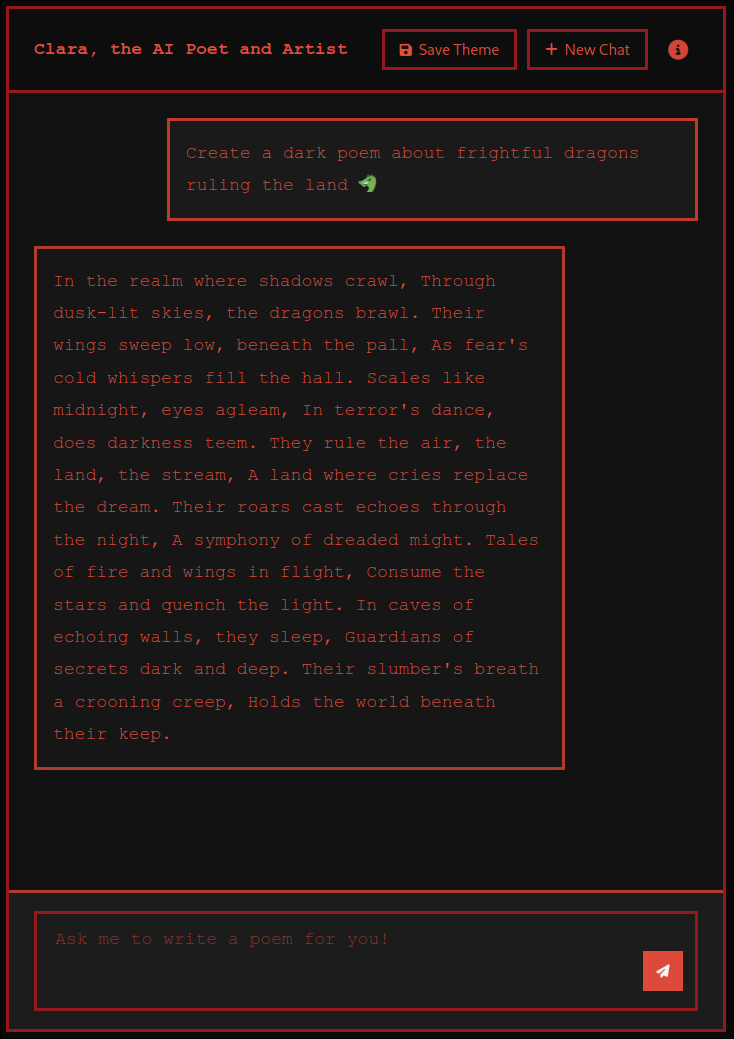 Clara, the AI Poet and Artist
Save Theme
New Chat
Create a dark poem about frightful dragons
ruling the land 🐲
In the realm where shadows crawl, Through
dusk-lit skies, the dragons brawl. Their
wings sweep low, beneath the pall, As fear's
cold whispers fill the hall. Scales like
midnight, eyes agleam, In terror's dance,
does darkness teem. They rule the air, the
land, the stream, A land where cries replace
the dream. Their roars cast echoes through
the night, A symphony of dreaded might. Tales
of fire and wings in flight, Consume the
stars and quench the light. In caves of
echoing walls, they sleep, Guardians of
secrets dark and deep. Their slumber's breath
a crooning creep, Holds the world beneath
their keep.
Ask me to write a poem for you!